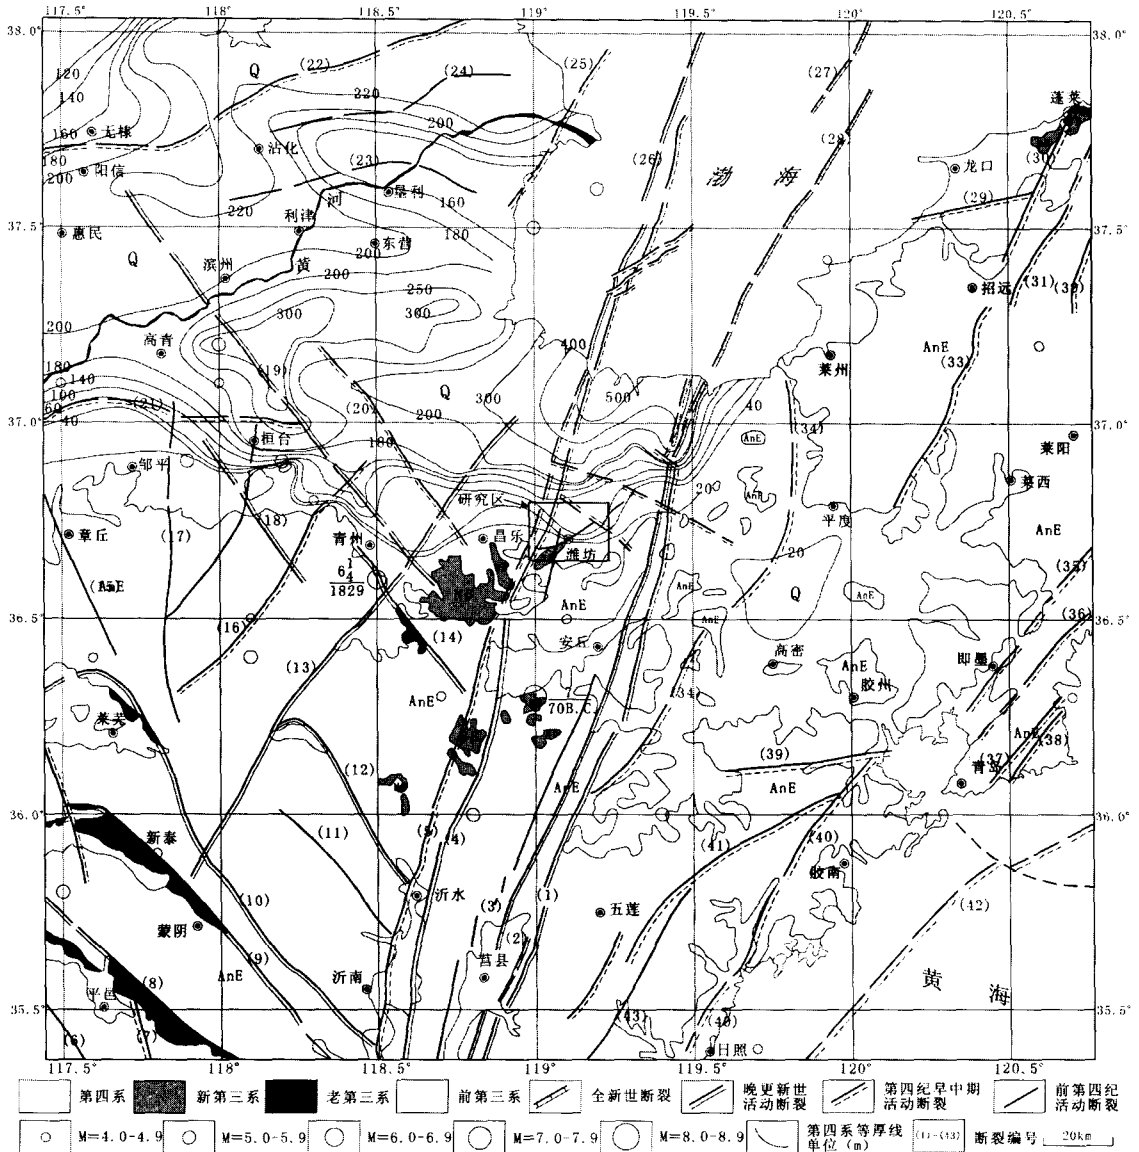 117.5° 118° 118.5° 119° 119.5° 120° 120.5°
38.0° 38.0°
(22) Q (24) (25) (27)
120 140 160 180 200
220 200
蓬莱
无棣 沾化 (23) (26) (28) (30)
阳信 垦利 渤海 龙口
220 河 160 (29)
利津 180
37.5° 惠民 东营 37.5°
Q 滨州 黄 200
200 250 招远 (31) (32)
300 300
200 高青 400 AnE (33)
180 140 100 60 40 莱州
(19) Q 300 500
(21) (20) 200 40
37.0° 桓台 180 (34) 37.0°
AnE 莱阳
邹平 20 莱西
研究区 AnE 平度
章丘 (17) (18) 青州 昌乐 潍坊 AnE
20
6 1/4
1829
(15) AnE N AnE AnE Q AnE (35)
36.5° (16) (14) AnE (36) 36.5°
安丘 高密 即墨
(13) AnE AnE 胶州
7
70B.C. (34)
莱芜 AnE (38)
(39) (37)
(12) AnE AnE 青岛
36.0° (11) (5) (4) (41) (40) 36.0°
新泰 胶南
(10) 沂水 (3) (1) 五莲 (42)
蒙阴 (9) (2)
AnE 沂南 莒县 黄海
(8) 平邑
35.5° (43) (40) 35.5°
(6) (7) 日照
117.5° 118° 118.5° 119° 119.5° 120° 120.5°
第四系 新第三系 老第三系 前第三系 全新世断裂 晚更新世活动断裂 第四纪早中期活动断裂 前第四纪活动断裂
M=4.0-4.9 M=5.0-5.9 M=6.0-6.9 M=7.0-7.9 M=8.0-8.9 第四系等厚线单位（m） (1)-(43) 断裂编号 20km